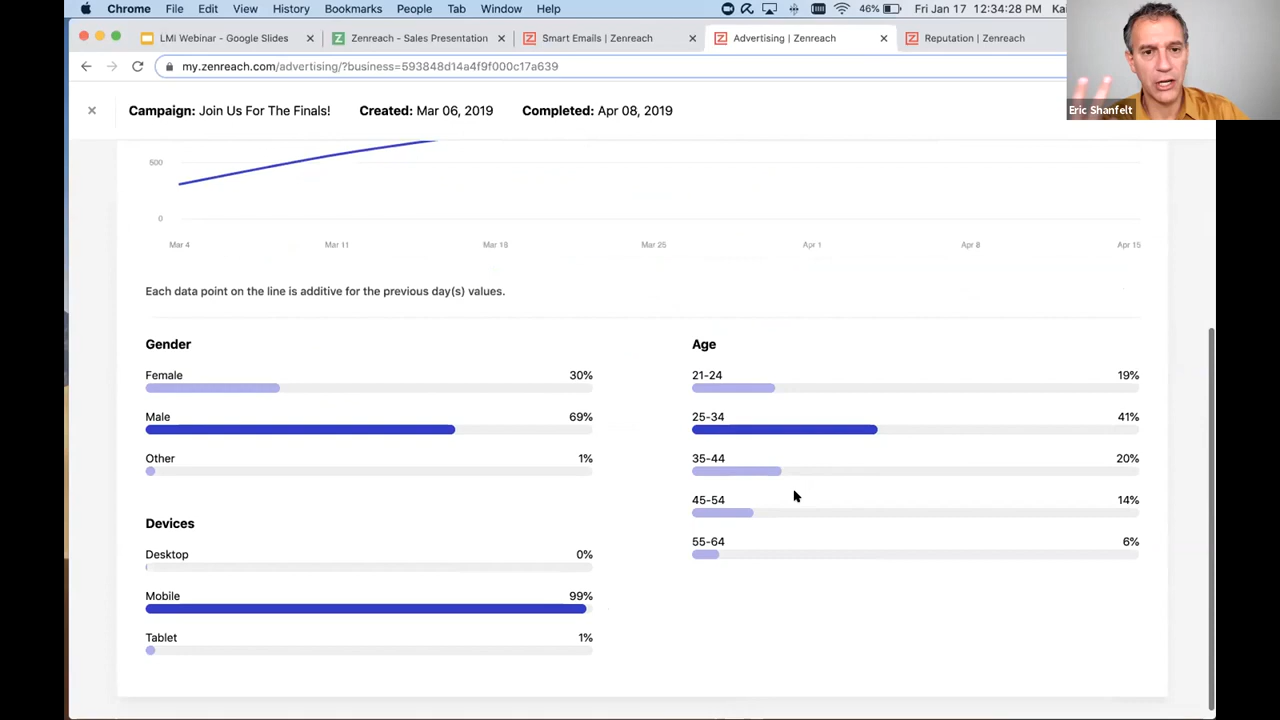 Chrome File Edit View History Bookmarks People Tab Window Help 46% Fri Jan 17 12:34:28 PM
LMI Webinar - Google Slides Zenreach - Sales Presentation Smart Emails | Zenreach Advertising | Zenreach Reputation | Zenreach
my.zenreach.com/advertising/?business=593848d14a4f9f000c17a639
Eric Shanfelt
Campaign: Join Us For The Finals! Created: Mar 06, 2019 Completed: Apr 08, 2019
500
0
Mar 4 Mar 11 Mar 18 Mar 25 Apr 1 Apr 8 Apr 15
Each data point on the line is additive for the previous day(s) values.
Gender
Female 30%
Male 69%
Other 1%
Devices
Desktop 0%
Mobile 99%
Tablet 1%
Age
21-24 19%
25-34 41%
35-44 20%
45-54 14%
55-64 6%